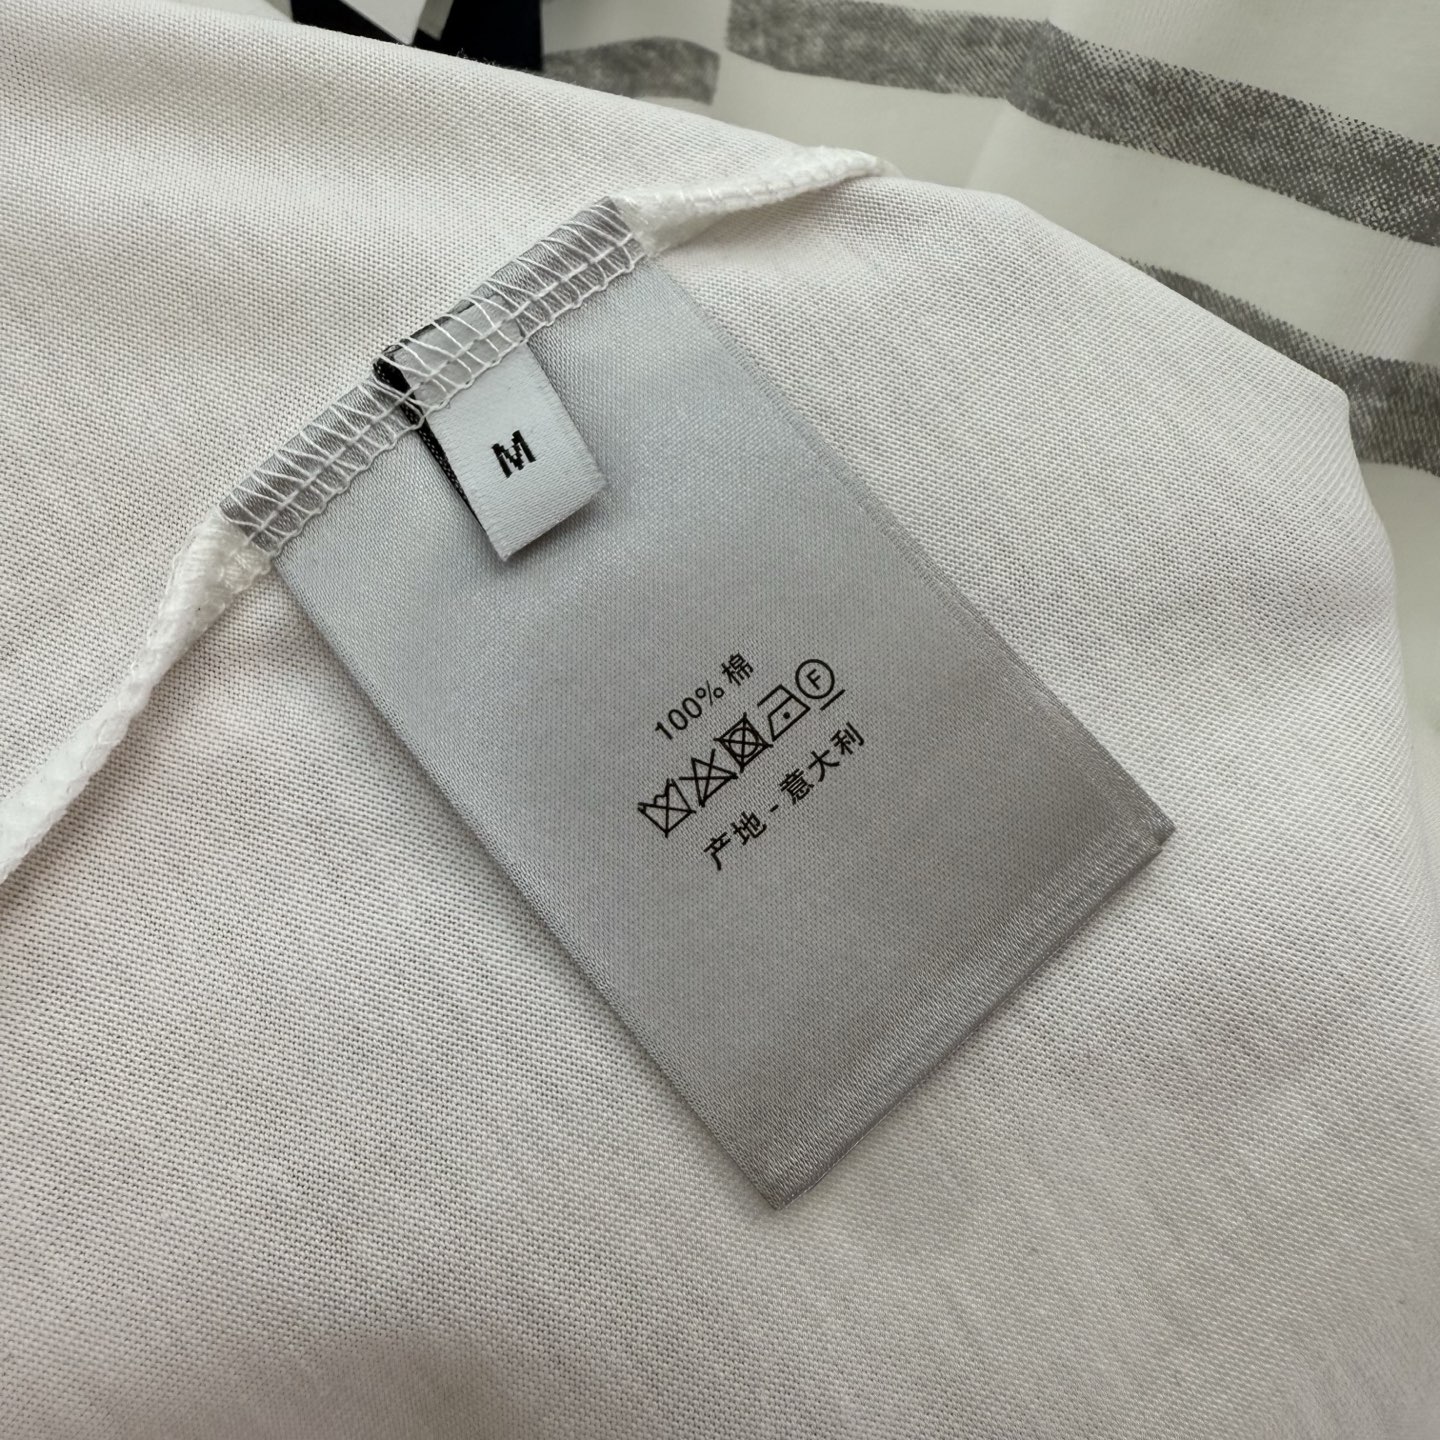 M
100% 棉
F
产地 - 意大利